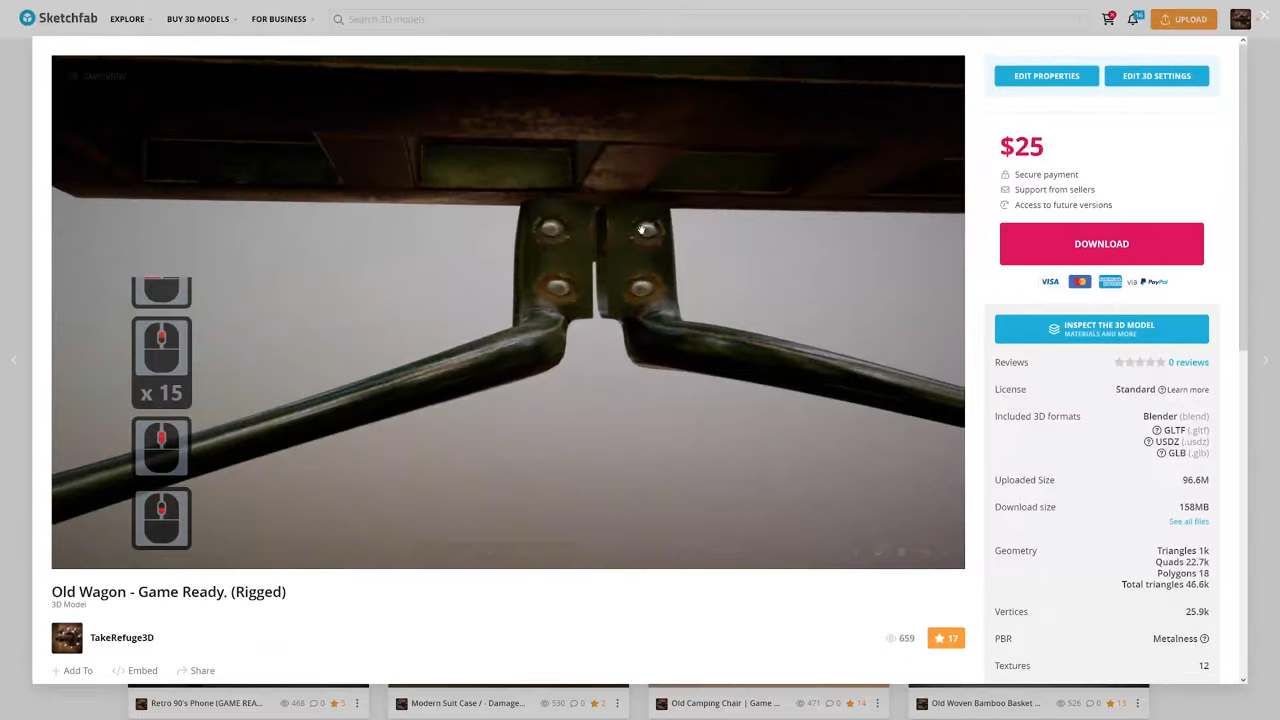 Sketchfab EXPLORE BUY 3D MODELS FOR BUSINESS Search 3D models UPLOAD
EDIT PROPERTIES EDIT 3D SETTINGS
$25
Secure payment
Support from sellers
Access to future versions
DOWNLOAD
VISA via PayPal
x 15
INSPECT THE 3D MODEL
MATERIALS AND MORE
Reviews 0 reviews
License Standard Learn more
Included 3D formats Blender (blend)
GLTF (.gltf)
USDZ (.usdz)
GLB (.glb)
Uploaded Size 96.6M
Download size 158MB
See all files
Geometry Triangles 1k
Quads 22.7k
Polygons 18
Total triangles 46.6k
Vertices 25.9k
PBR Metalness
Textures 12
Old Wagon - Game Ready. (Rigged)
3D Model
TakeRefuge3D 659 17
+ Add To </> Embed Share
Retro 90's Phone (GAME REA... 468 0 5
Modern Suit Case / - Damage... 530 0 2
Old Camping Chair | Game ... 471 0 14
Old Woven Bamboo Basket ... 526 0 13